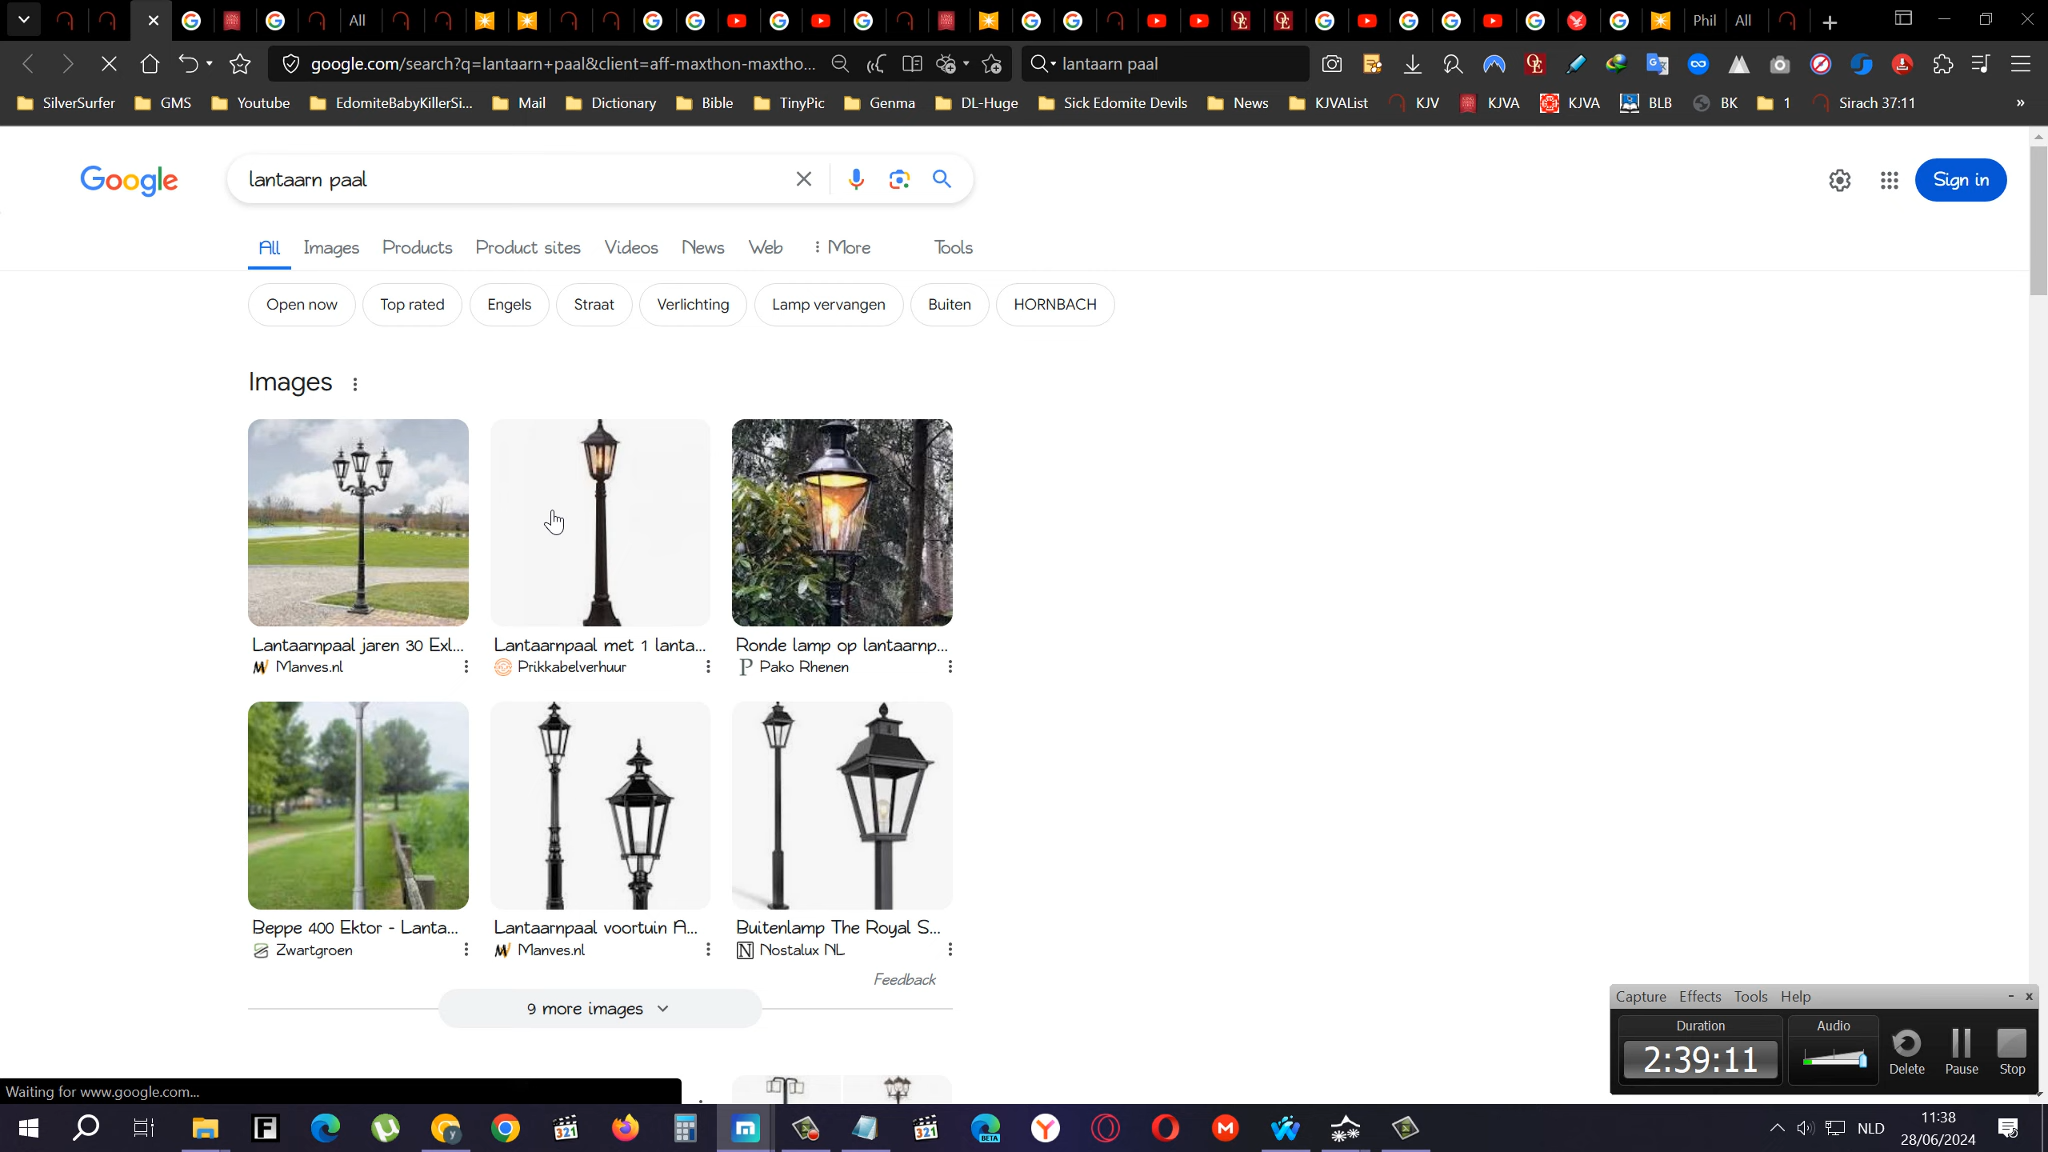 All
Phil
All
google.com/search?q=lantaarn+paal&client=aff-maxthon-maxtho...
lantaarn paal
SilverSurfer
GMS
Youtube
EdomiteBabyKillerSi...
Mail
Dictionary
Bible
TinyPic
Genma
DL-Huge
Sick Edomite Devils
News
KJVAList
KJV
KJVA
KJVA
BLB
BK
1
Sirach 37:11
»
Google
lantaarn paal
Sign in
All
Images
Products
Product sites
Videos
News
Web
More
Tools
Open now
Top rated
Engels
Straat
Verlichting
Lamp vervangen
Buiten
HORNBACH
Images
Lantaarnpaal jaren 30 Exl...
Manves.nl
Lantaarnpaal met 1 lanta...
Prikkabelverhuur
Ronde lamp op lantaarnp...
Pako Rhenen
Beppe 400 Ektor - Lanta...
Zwartgroen
Lantaarnpaal voortuin A...
Manves.nl
Buitenlamp The Royal S...
Nostalux NL
Feedback
9 more images
Capture Effects Tools Help
Duration
2:39:11
Audio
Delete
Pause
Stop
Waiting for www.google.com...
NLD
11:38
28/06/2024